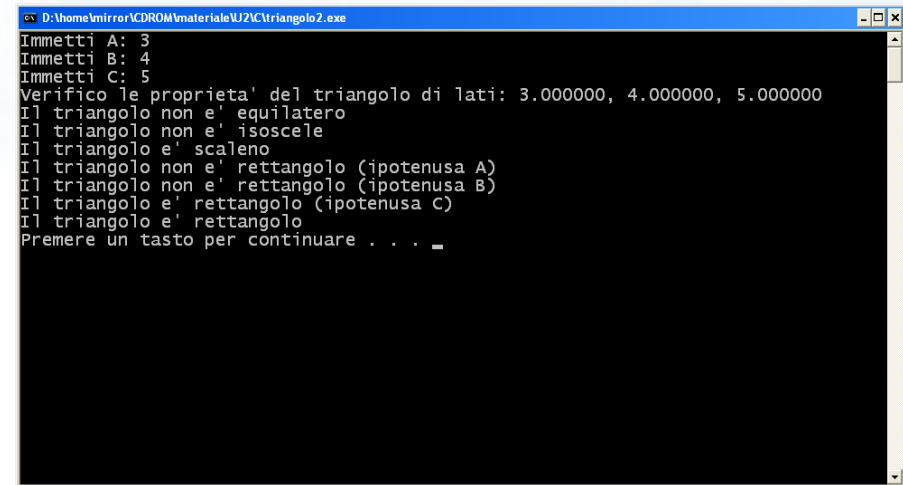 D:\home\mirror\CDROM\materiale\U2\C\triangolo2.exe
Immetti A: 3
Immetti B: 4
Immetti C: 5
Verifico le proprieta' del triangolo di lati: 3.000000, 4.000000, 5.000000
Il triangolo non e' equilatero
Il triangolo non e' isoscele
Il triangolo e' scaleno
Il triangolo non e' rettangolo (ipotenusa A)
Il triangolo non e' rettangolo (ipotenusa B)
Il triangolo e' rettangolo (ipotenusa C)
Il triangolo e' rettangolo
Premere un tasto per continuare . . . _